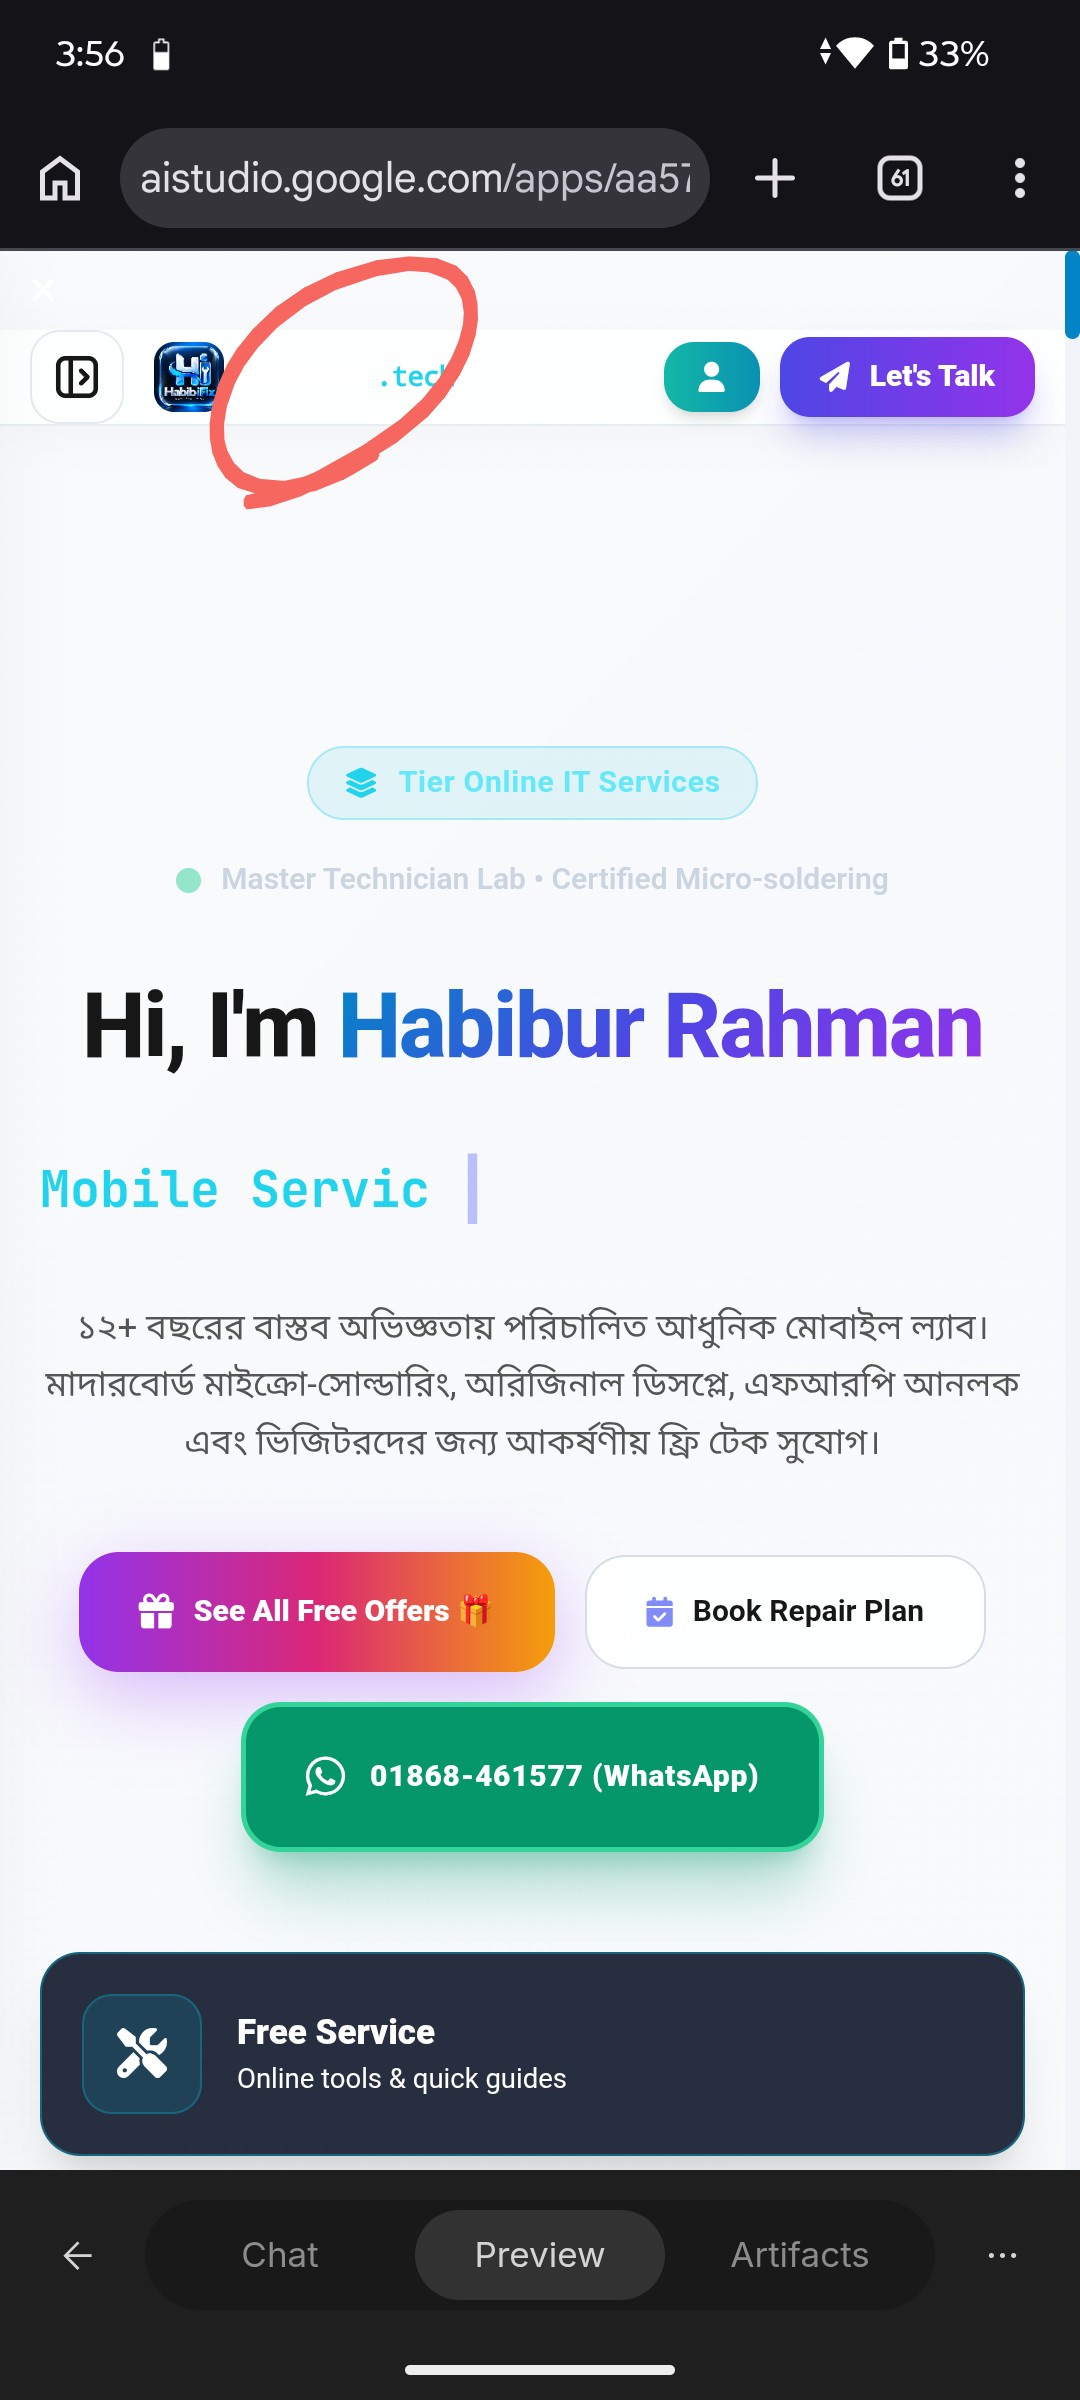 3:56
33%
aistudio.google.com/apps/aa57
61
HabibiFix
.tech
Let's Talk
Tier Online IT Services
Master Technician Lab • Certified Micro-soldering
Hi, I'm Habibur Rahman
Mobile Servic
১২+ বছরের বাস্তব অভিজ্ঞতায় পরিচালিত আধুনিক মোবাইল ল্যাব।
মাদারবোর্ড মাইক্রো-সোল্ডারিং, অরিজিনাল ডিসপ্লে, এফআরপি আনলক
এবং ভিজিটরদের জন্য আকর্ষণীয় ফ্রি টেক সুযোগ।
See All Free Offers 🎁
Book Repair Plan
01868-461577 (WhatsApp)
Free Service
Online tools & quick guides
Chat
Preview
Artifacts